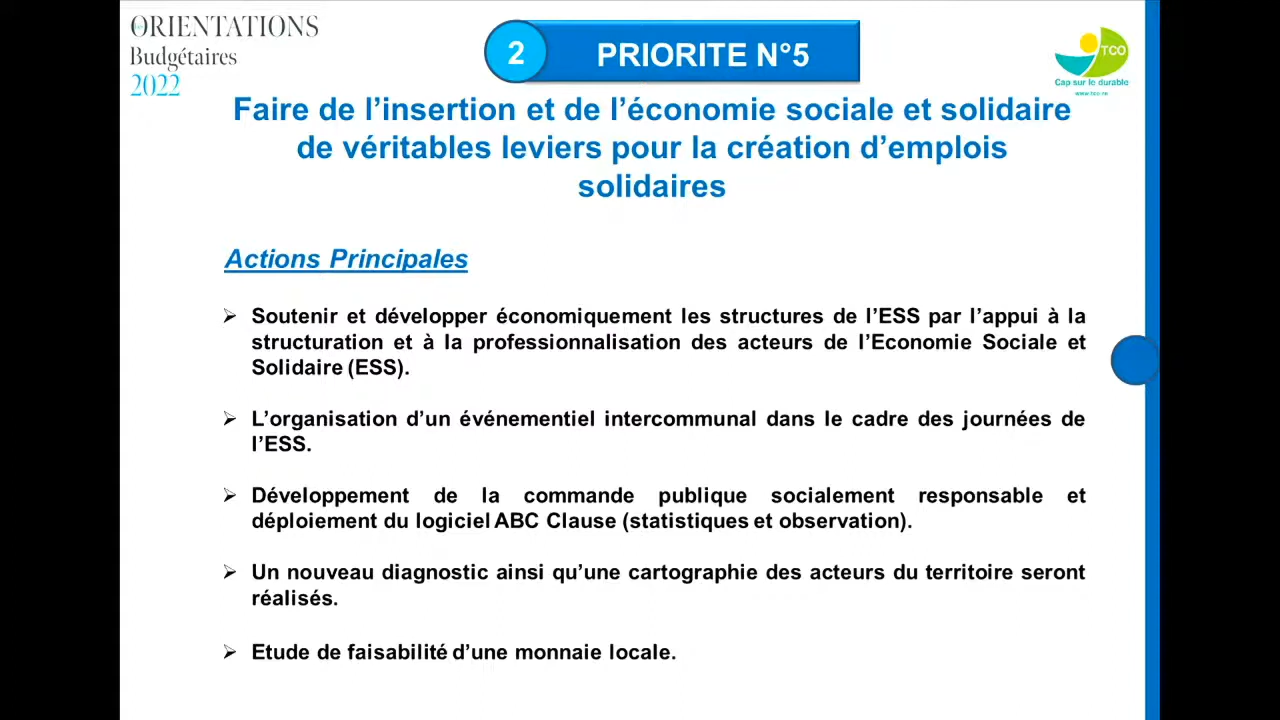 ORIENTATIONS
Budgétaires
2022
2
PRIORITE N°5
TCO
Cap sur le durable
www.tco.re
Faire de l’insertion et de l’économie sociale et solidaire
de véritables leviers pour la création d’emplois
solidaires
Actions Principales
➢ Soutenir et développer économiquement les structures de l’ESS par l’appui à la
structuration et à la professionnalisation des acteurs de l’Economie Sociale et
Solidaire (ESS).
➢ L’organisation d’un événementiel intercommunal dans le cadre des journées de
l’ESS.
➢ Développement de la commande publique socialement responsable et
déploiement du logiciel ABC Clause (statistiques et observation).
➢ Un nouveau diagnostic ainsi qu’une cartographie des acteurs du territoire seront
réalisés.
➢ Etude de faisabilité d’une monnaie locale.